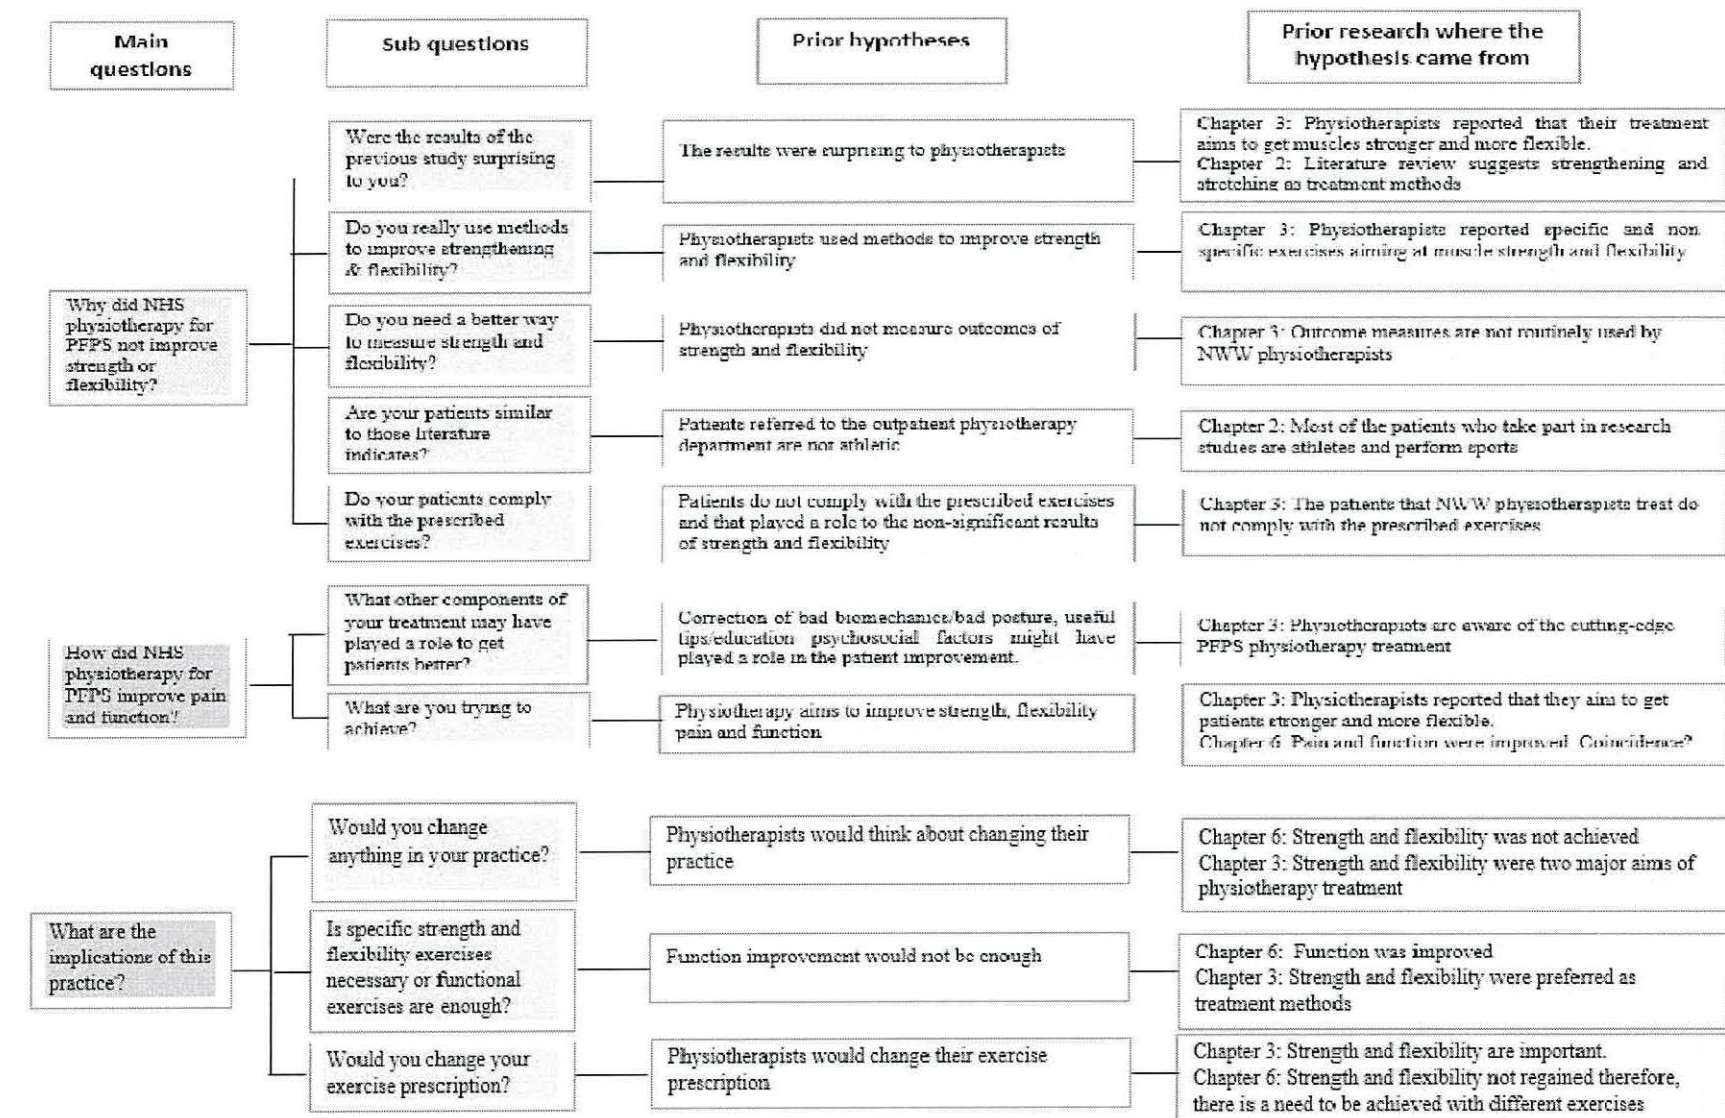 Main
questions
Sub questions
Prior hypotheses
Prior research where the
hypothesis came from
Why did NHS
physiotherapy for
PFPS not improve
strength or
flexibility?
Were the results of the
previous study surprising
to you?
The results were surprising to physiotherapists
Chapter 3: Physiotherapists reported that their treatment
aims to get muscles stronger and more flexible.
Chapter 2: Literature review suggests strengthening and
stretching as treatment methods
Do you really use methods
to improve strengthening
& flexibility?
Physiotherapists used methods to improve strength
and flexibility
Chapter 3: Physiotherapists reported specific and non
specific exercises aiming at muscle strength and flexibility
Do you need a better way
to measure strength and
flexibility?
Physiotherapists did not measure outcomes of
strength and flexibility
Chapter 3: Outcome measures are not routinely used by
NWW physiotherapists
Are your patients similar
to those literature
indicates?
Patients referred to the outpatient physiotherapy
department are not athletic
Chapter 2: Most of the patients who take part in research
studies are athletes and perform sports
Do your patients comply
with the prescribed
exercises?
Patients do not comply with the prescribed exercises
and that played a role to the non-significant results
of strength and flexibility
Chapter 3: The patients that NWW physiotherapists treat do
not comply with the prescribed exercises
How did NHS
physiotherapy for
PFPS improve pain
and function?
What other components of
your treatment may have
played a role to get
patients better?
Correction of bad biomechanics/bad posture, useful
tips/education psychosocial factors might have
played a role in the patient improvement.
Chapter 3: Physiotherapists are aware of the cutting-edge
PFPS physiotherapy treatment
What are you trying to
achieve?
Physiotherapy aims to improve strength, flexibility
pain and function
Chapter 3: Physiotherapists reported that they aim to get
patients stronger and more flexible.
Chapter 6: Pain and function were improved. Coincidence?
What are the
implications of this
practice?
Would you change
anything in your practice?
Physiotherapists would think about changing their
practice
Chapter 6: Strength and flexibility was not achieved
Chapter 3: Strength and flexibility were two major aims of
physiotherapy treatment
Is specific strength and
flexibility exercises
necessary or functional
exercises are enough?
Function improvement would not be enough
Chapter 6: Function was improved
Chapter 3: Strength and flexibility were preferred as
treatment methods
Would you change your
exercise prescription?
Physiotherapists would change their exercise
prescription
Chapter 3: Strength and flexibility are important.
Chapter 6: Strength and flexibility not regained therefore,
there is a need to be achieved with different exercises